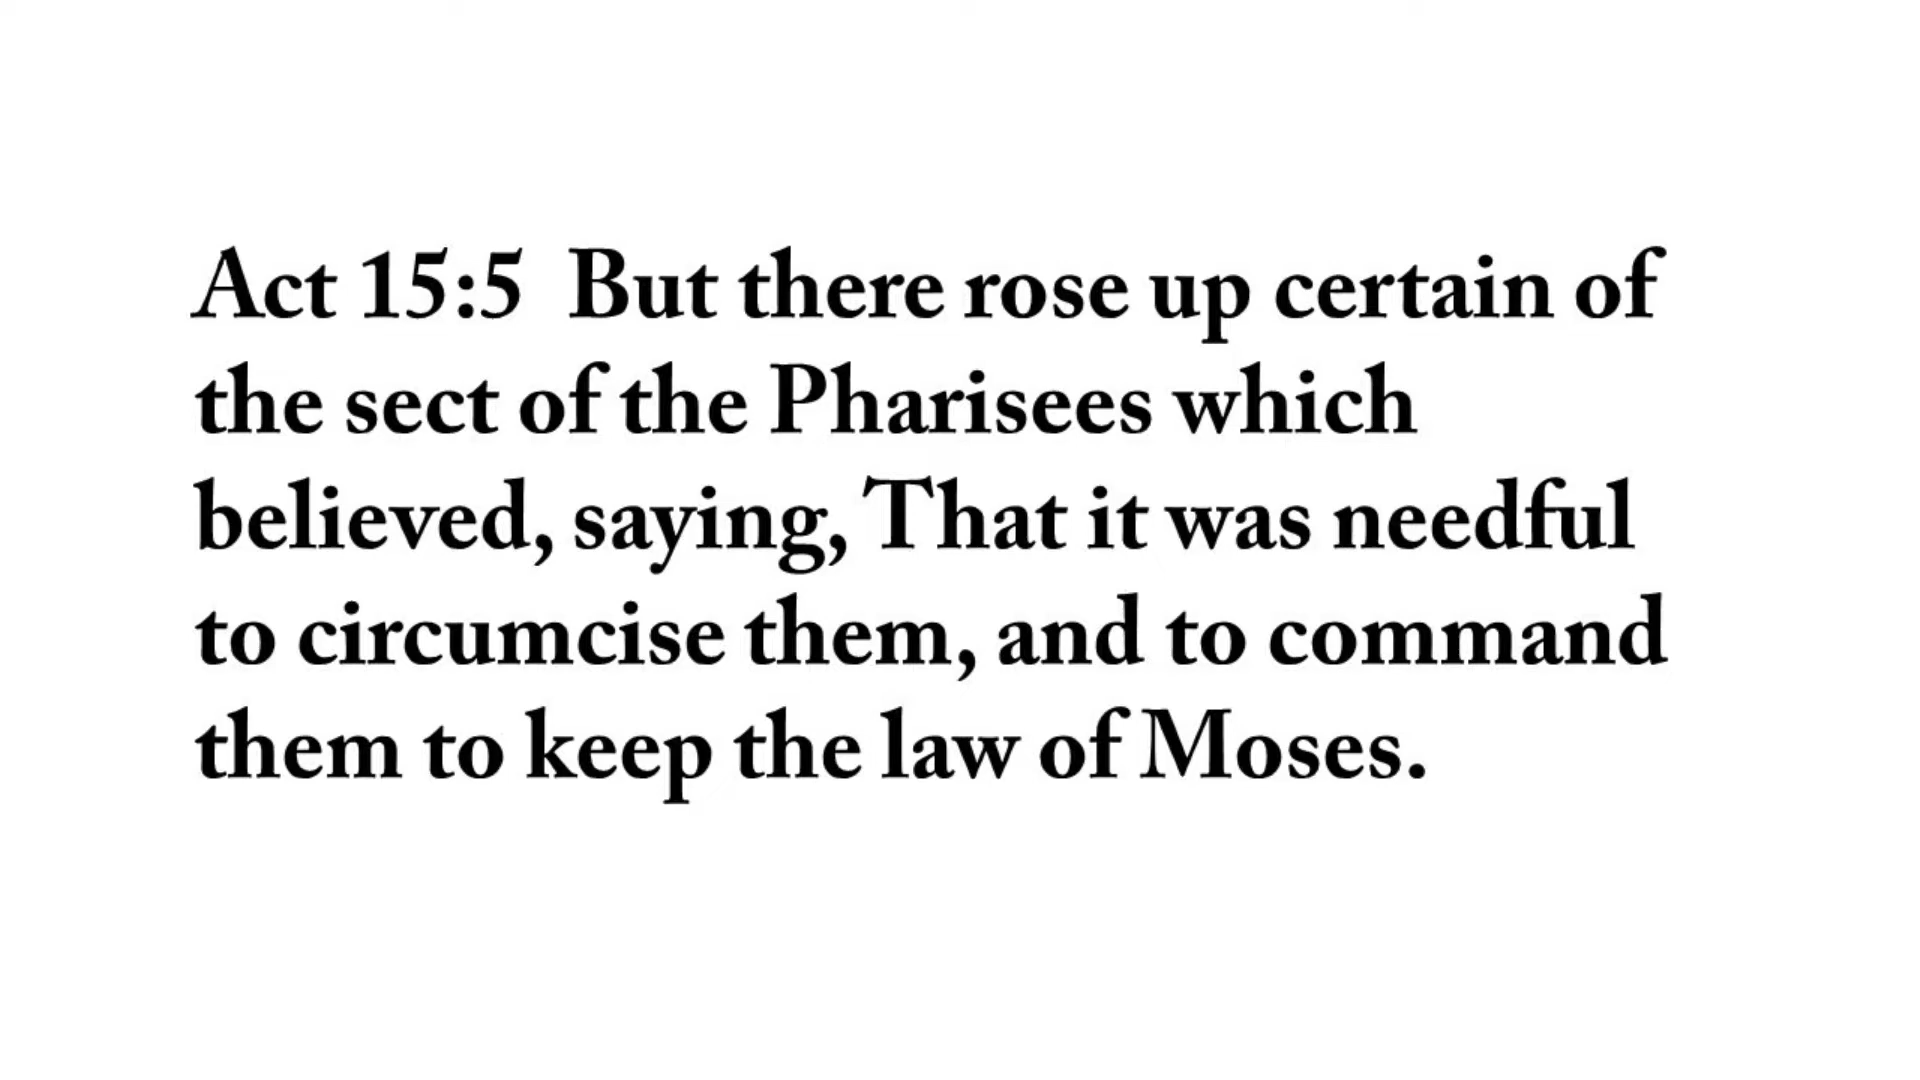 Act 15:5  But there rose up certain of
the sect of the Pharisees which
believed, saying, That it was needful
to circumcise them, and to command
them to keep the law of Moses.